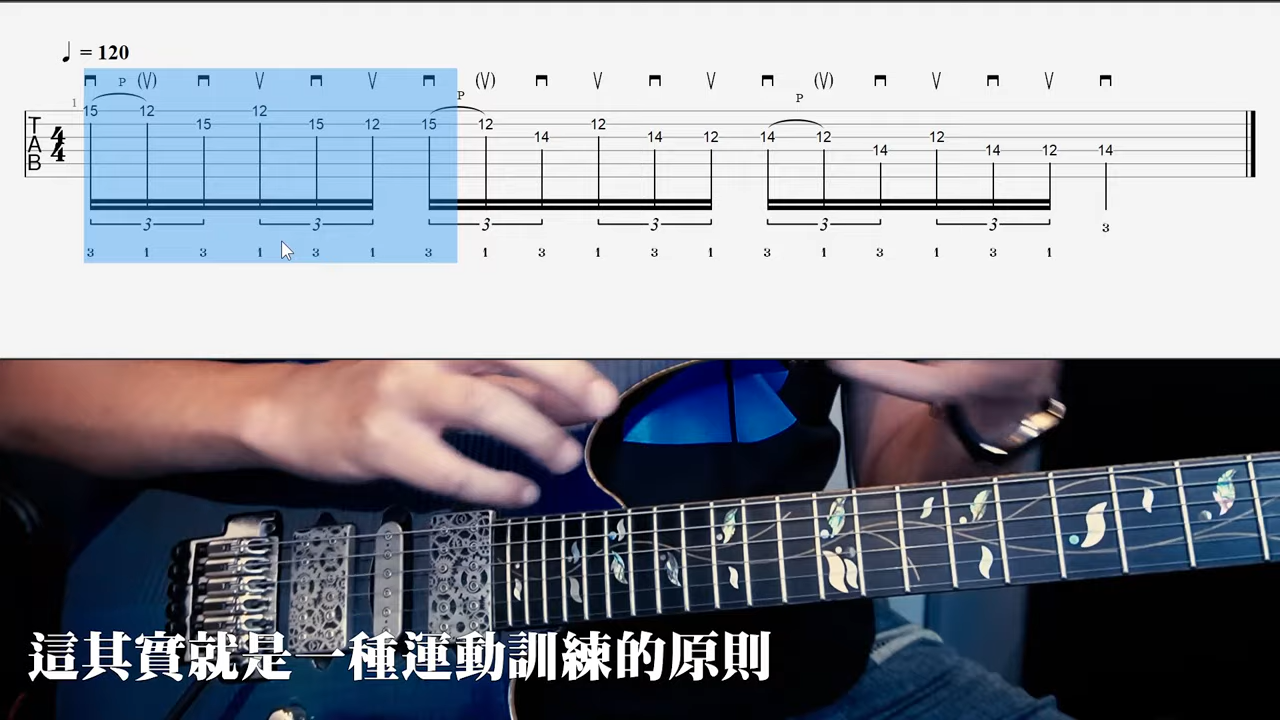 ♩ = 120
P (V) V V P (V) V V P (V) V V
1
T A B 4/4
15 12 12
15 15 12 15 12 12
14 14 12 14 12 12
14 14 12 14
3 3 3 3 3 3
3
3 1 3 1 3 1 3 1 3 1 3 1 3 1 3 1 3 1
這其實就是一種運動訓練的原則